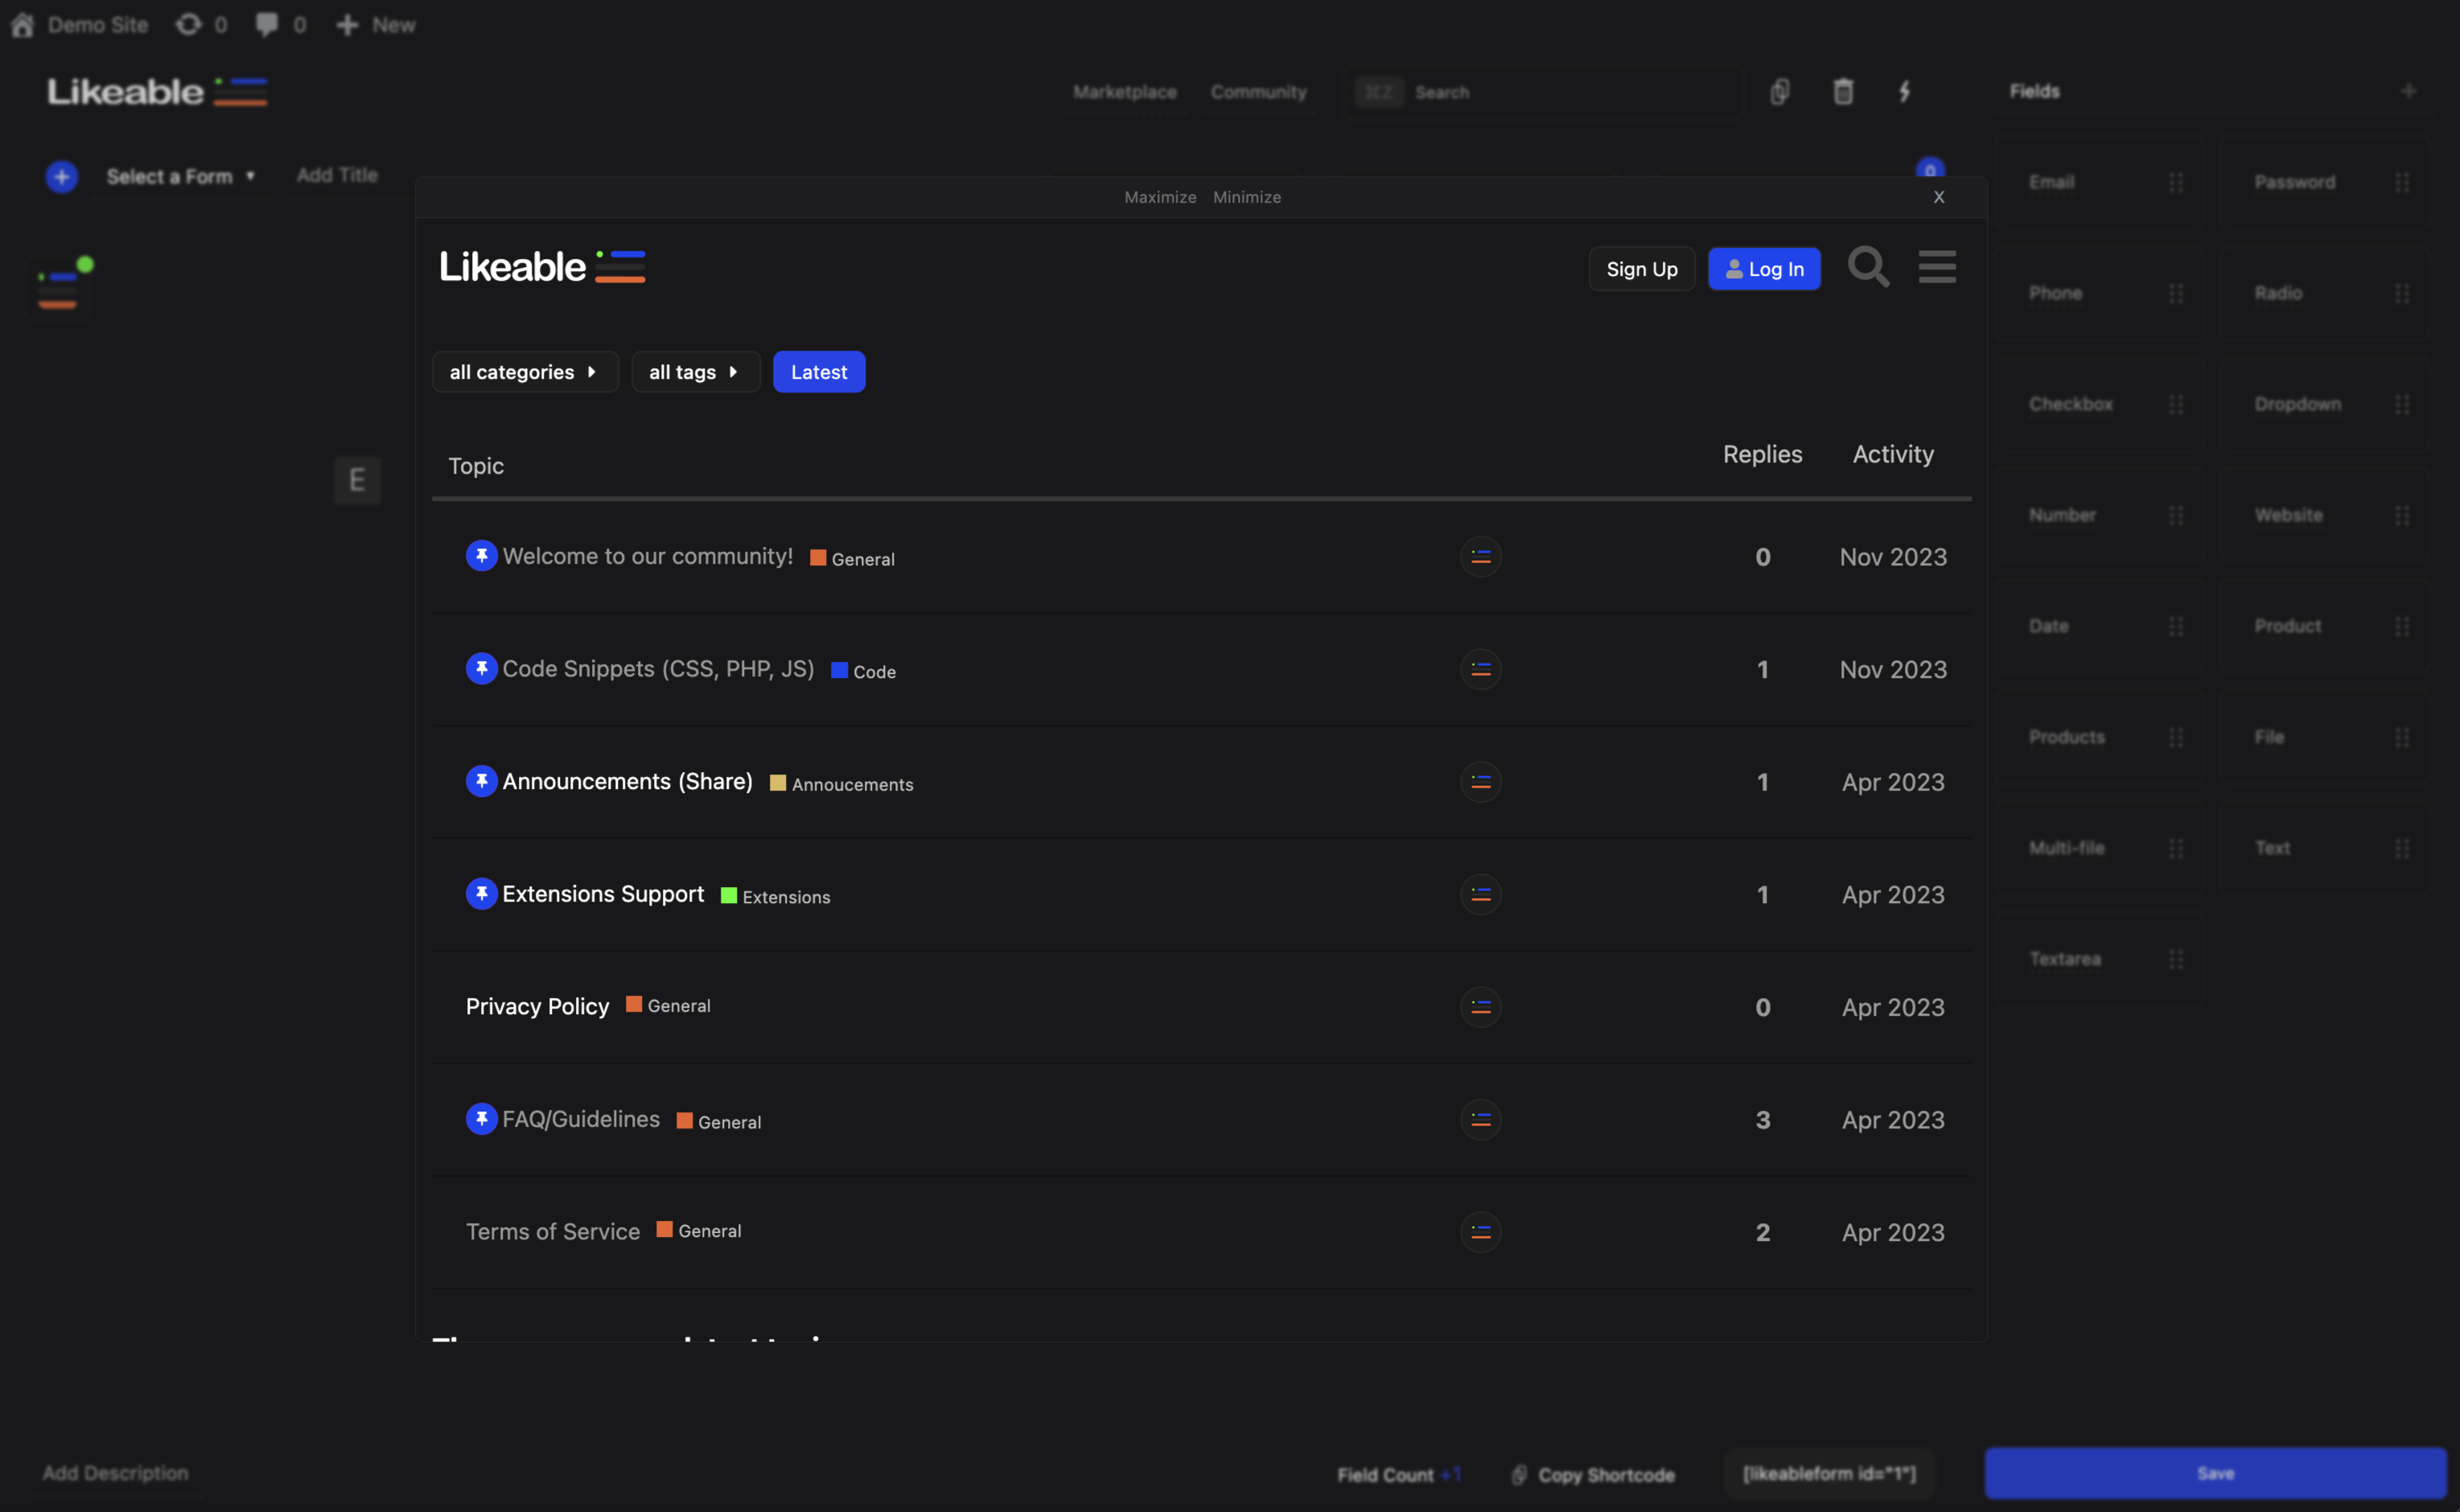 Demo Site 0 0 New
Likeable
Marketplace Community ⌘Z Search
Fields +
Select a Form ▼ Add Title
0
Maximize Minimize X
Likeable
Sign Up Log In
all categories all tags Latest
Topic Replies Activity
Welcome to our community! General 0 Nov 2023
Code Snippets (CSS, PHP, JS) Code 1 Nov 2023
Announcements (Share) Annoucements 1 Apr 2023
Extensions Support Extensions 1 Apr 2023
Privacy Policy General 0 Apr 2023
FAQ/Guidelines General 3 Apr 2023
Terms of Service General 2 Apr 2023
E
Email Password
Phone Radio
Checkbox Dropdown
Number Website
Date Product
Products File
Multi-file Text
Textarea
Add Description
Field Count +1 Copy Shortcode [likeableform id="1"] Save